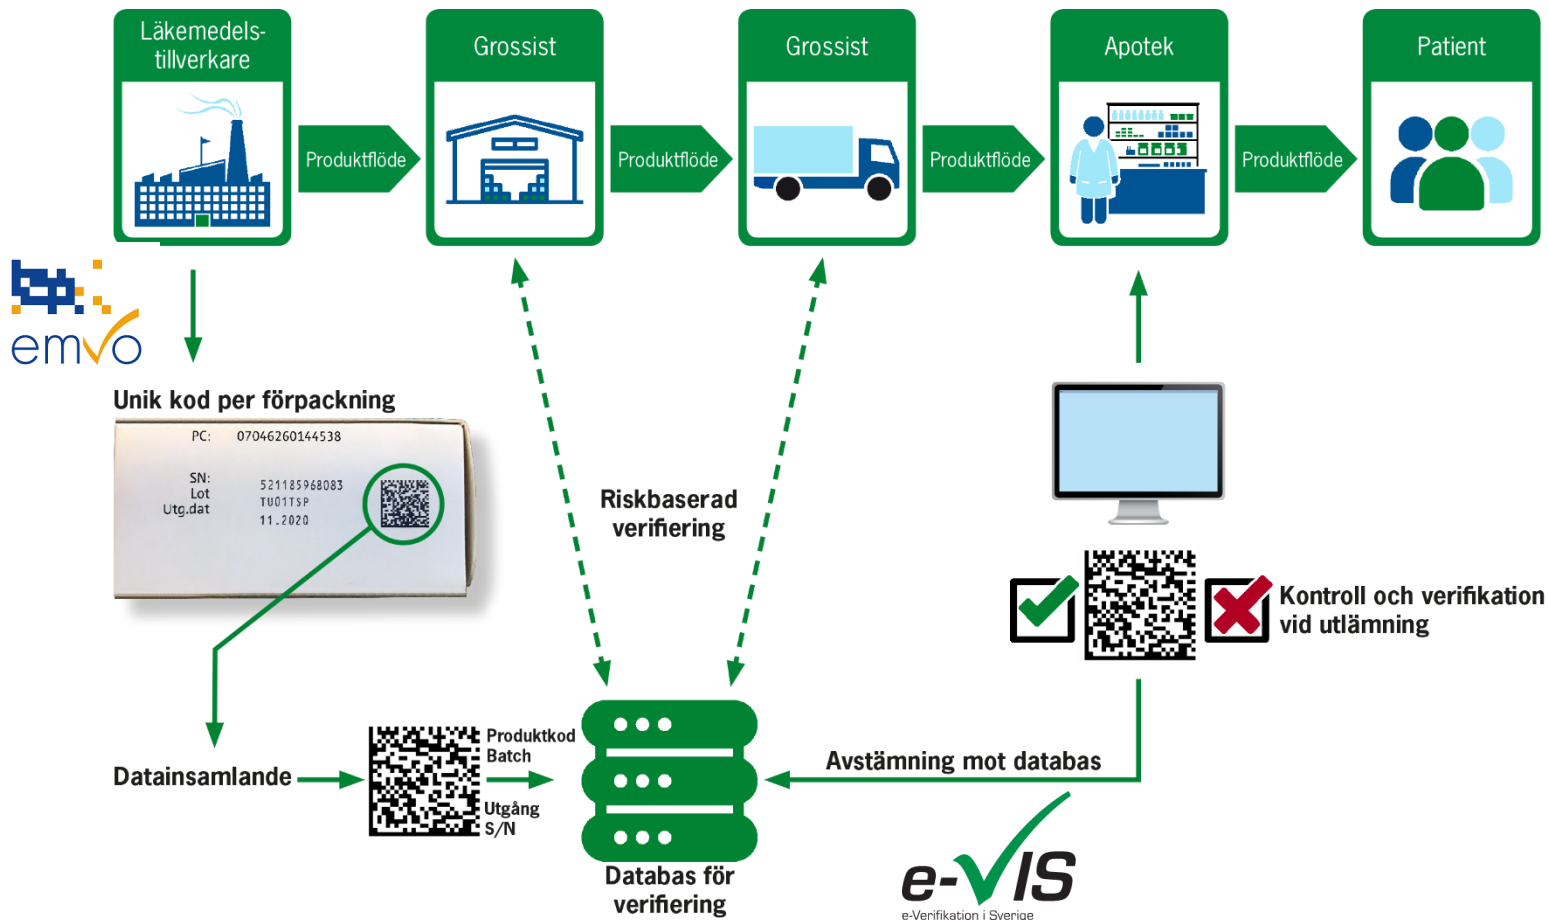 Läkemedels-
tillverkare
Grossist
Grossist
Apotek
Patient
Produktflöde
Produktflöde
Produktflöde
Produktflöde
emvo
Unik kod per förpackning
PC: 07046260144538
SN: 521185968083
Lot TU01TSP
Utg.dat 11.2020
Riskbaserad
verifiering
Kontroll och verifikation
vid utlämning
Datainsamlande
Produktkod
Batch
Utgång
S/N
Avstämning mot databas
Databas för
verifiering
e-VIS
e-Verifikation i Sverige